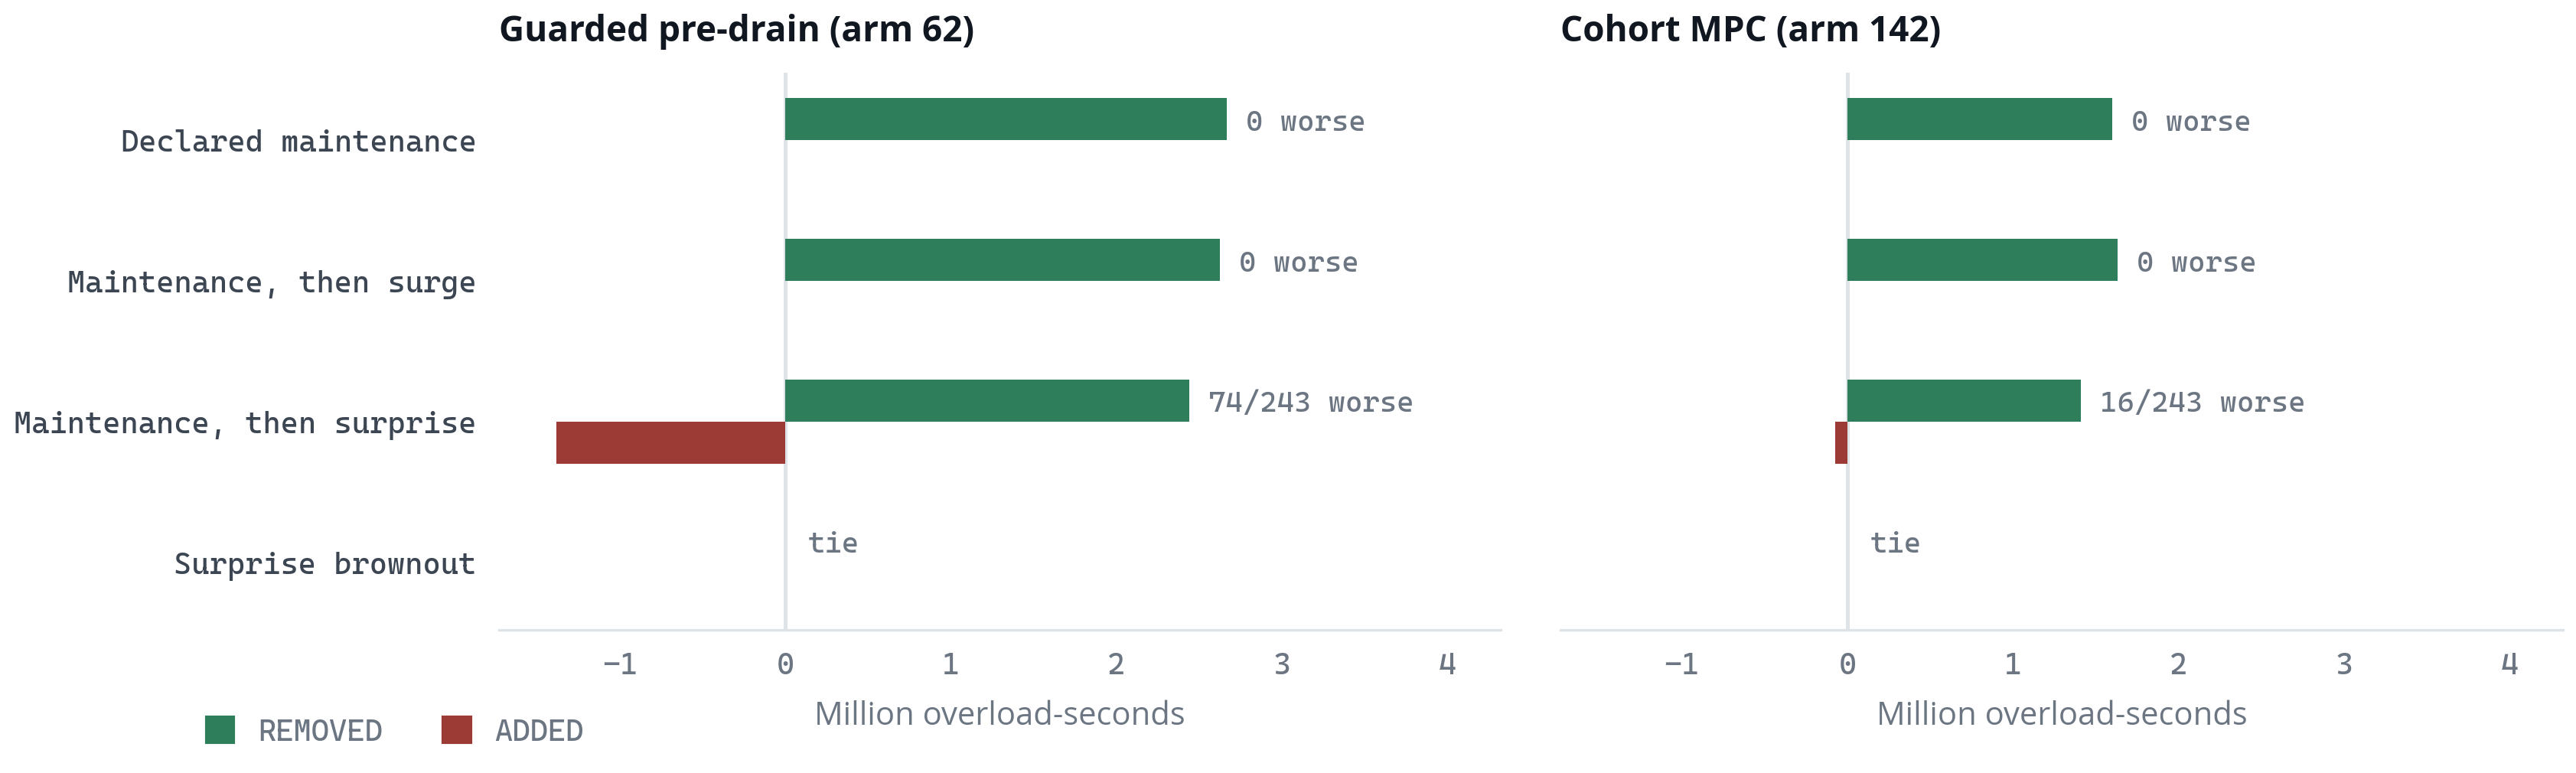 Guarded pre-drain (arm 62)
Cohort MPC (arm 142)
Declared maintenance
0 worse
0 worse
Maintenance, then surge
0 worse
0 worse
Maintenance, then surprise
74/243 worse
16/243 worse
Surprise brownout
tie
tie
−1 0 1 2 3 4
−1 0 1 2 3 4
Million overload-seconds
Million overload-seconds
REMOVED
ADDED